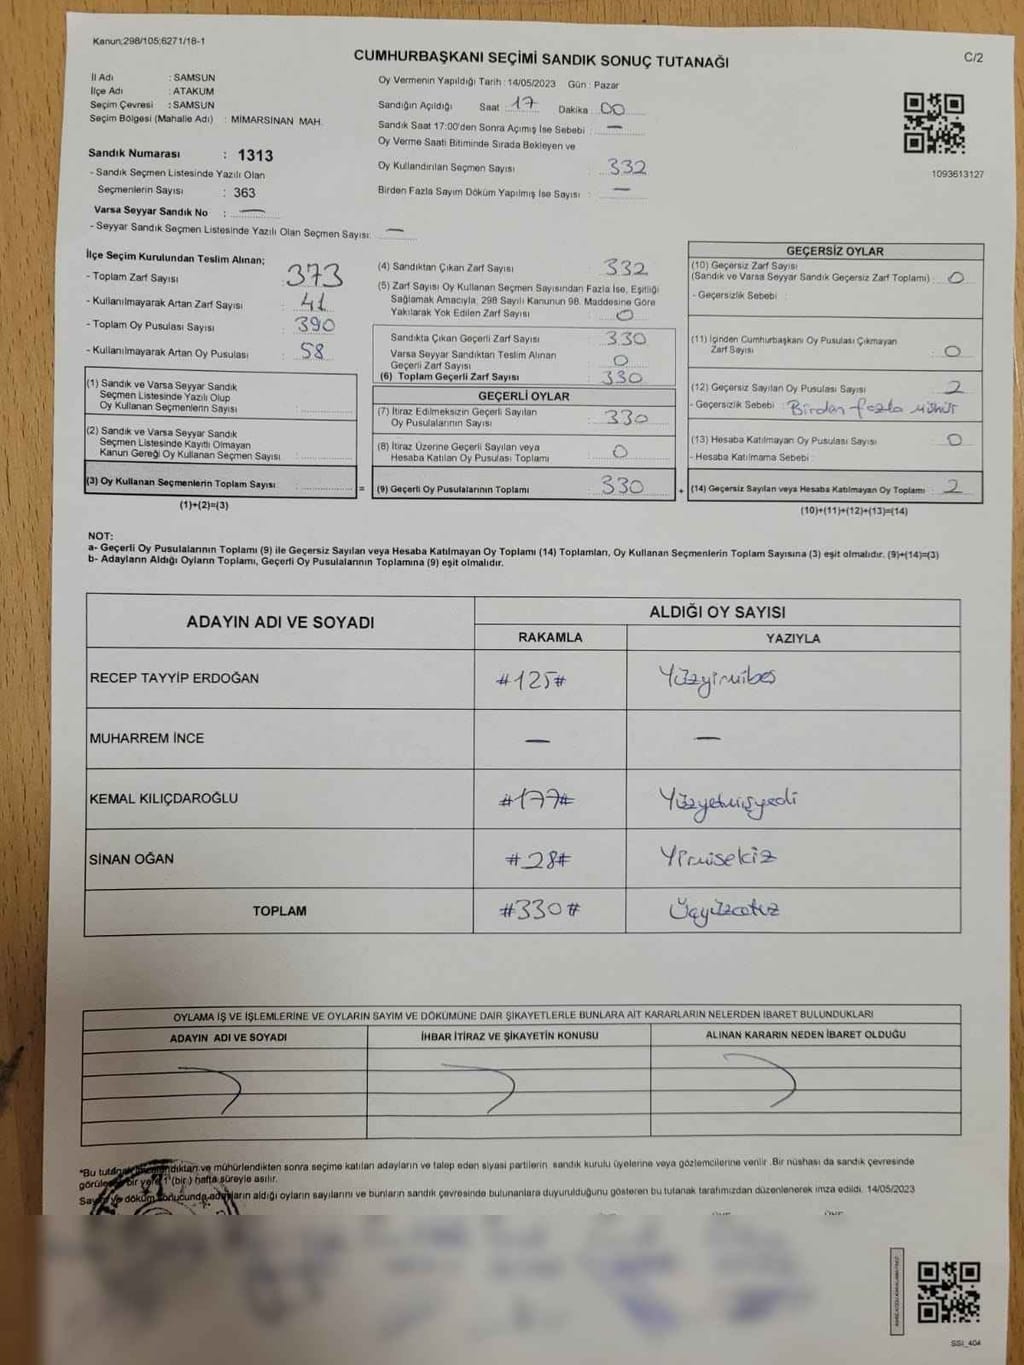 Kanun:298/105;6271/18-1
CUMHURBAŞKANI SEÇİMİ SANDIK SONUÇ TUTANAĞI
C/2
İl Adı : SAMSUN
İlçe Adı : ATAKUM
Seçim Çevresi : SAMSUN
Seçim Bölgesi (Mahalle Adı) : MİMARSİNAN MAH.
Sandık Numarası : 1313
- Sandık Seçmen Listesinde Yazılı Olan
Seçmenlerin Sayısı : 363
Varsa Seyyar Sandık No : —
- Seyyar Sandık Seçmen Listesinde Yazılı Olan Seçmen Sayısı: —
Oy Vermenin Yapıldığı Tarih : 14/05/2023 Gün : Pazar
Sandığın Açıldığı Saat : 17 Dakika : 00
Sandık Saat 17:00'den Sonra Açımış İse Sebebi : —
Oy Verme Saati Bitiminde Sırada Bekleyen ve
Oy Kullandırılan Seçmen Sayısı : 332
Birden Fazla Sayım Döküm Yapılmış İse Sayısı : —
1093613127
İlçe Seçim Kurulundan Teslim Alınan;
- Toplam Zarf Sayısı : 373
- Kullanılmayarak Artan Zarf Sayısı : 41
- Toplam Oy Pusulası Sayısı : 390
- Kullanılmayarak Artan Oy Pusulası : 58
(1) Sandık ve Varsa Seyyar Sandık
Seçmen Listesinde Yazılı Olup
Oy Kullanan Seçmenlerin Sayısı :
(2) Sandık ve Varsa Seyyar Sandık
Seçmen Listesinde Kayıtlı Olmayan
Kanun Gereği Oy Kullanan Seçmen Sayısı :
(3) Oy Kullanan Seçmenlerin Toplam Sayısı :
(1)+(2)=(3)
(4) Sandıktan Çıkan Zarf Sayısı : 332
(5) Zarf Sayısı Oy Kullanan Seçmen Sayısından Fazla İse, Eşitliği
Sağlamak Amacıyla, 298 Sayılı Kanunun 98. Maddesine Göre
Yakılarak Yok Edilen Zarf Sayısı : 0
Sandıkta Çıkan Geçerli Zarf Sayısı : 330
Varsa Seyyar Sandıktan Teslim Alınan
Geçerli Zarf Sayısı : 0
(6) Toplam Geçerli Zarf Sayısı : 330
GEÇERLİ OYLAR
(7) İtiraz Edilmeksizin Geçerli Sayılan
Oy Pusulalarının Sayısı : 330
(8) İtiraz Üzerine Geçerli Sayılan veya
Hesaba Katılan Oy Pusulası Toplamı : 0
= (9) Geçerli Oy Pusulalarının Toplamı : 330 +
GEÇERSİZ OYLAR
(10) Geçersiz Zarf Sayısı
(Sandık ve Varsa Seyyar Sandık Geçersiz Zarf Toplamı) : 0
- Geçersizlik Sebebi :
(11) İçinden Cumhurbaşkanı Oy Pusulası Çıkmayan
Zarf Sayısı : 0
(12) Geçersiz Sayılan Oy Pusulası Sayısı : 2
- Geçersizlik Sebebi : Birden fazla mühür
(13) Hesaba Katılmayan Oy Pusulası Sayısı : 0
- Hesaba Katılmama Sebebi :
(14) Geçersiz Sayılan veya Hesaba Katılmayan Oy Toplamı : 2
(10)+(11)+(12)+(13)=(14)
NOT:
a- Geçerli Oy Pusulalarının Toplamı (9) ile Geçersiz Sayılan veya Hesaba Katılmayan Oy Toplamı (14) Toplamları, Oy Kullanan Seçmenlerin Toplam Sayısına (3) eşit olmalıdır. (9)+(14)=(3)
b- Adayların Aldığı Oyların Toplamı, Geçerli Oy Pusulalarının Toplamına (9) eşit olmalıdır.
ADAYIN ADI VE SOYADI
ALDIĞI OY SAYISI
RAKAMLA
YAZIYLA
RECEP TAYYİP ERDOĞAN #125# Yüzyirmibeş
MUHARREM İNCE — —
KEMAL KILIÇDAROĞLU #177# Yüzyetmişyedi
SİNAN OĞAN #28# Yirmisekiz
TOPLAM #330# Üçyüzotuz
OYLAMA İŞ VE İŞLEMLERİNE VE OYLARIN SAYIM VE DÖKÜMÜNE DAİR ŞİKAYETLERLE BUNLARA AİT KARARLARIN NELERDEN İBARET BULUNDUKLARI
ADAYIN ADI VE SOYADI
İHBAR İTİRAZ VE ŞİKAYETİN KONUSU
ALINAN KARARIN NEDEN İBARET OLDUĞU
"Bu tutanak imzalandıktan ve mühürlendikten sonra seçime katılan adayların ve talep eden siyasi partilerin sandık kurulu üyelerine veya gözlemcilerine verilir .Bir nüshası da sandık çevresinde
görülecek bir yere 1 (bir) hafta süreyle asılır.
Sayım ve döküm sonucunda adayların aldığı oyların sayılarını ve bunların sandık çevresinde bulunanlara duyurulduğunu gösteren bu tutanak tarafımızdan düzenlenerek imza edildi. 14/05/2023
SSI_404